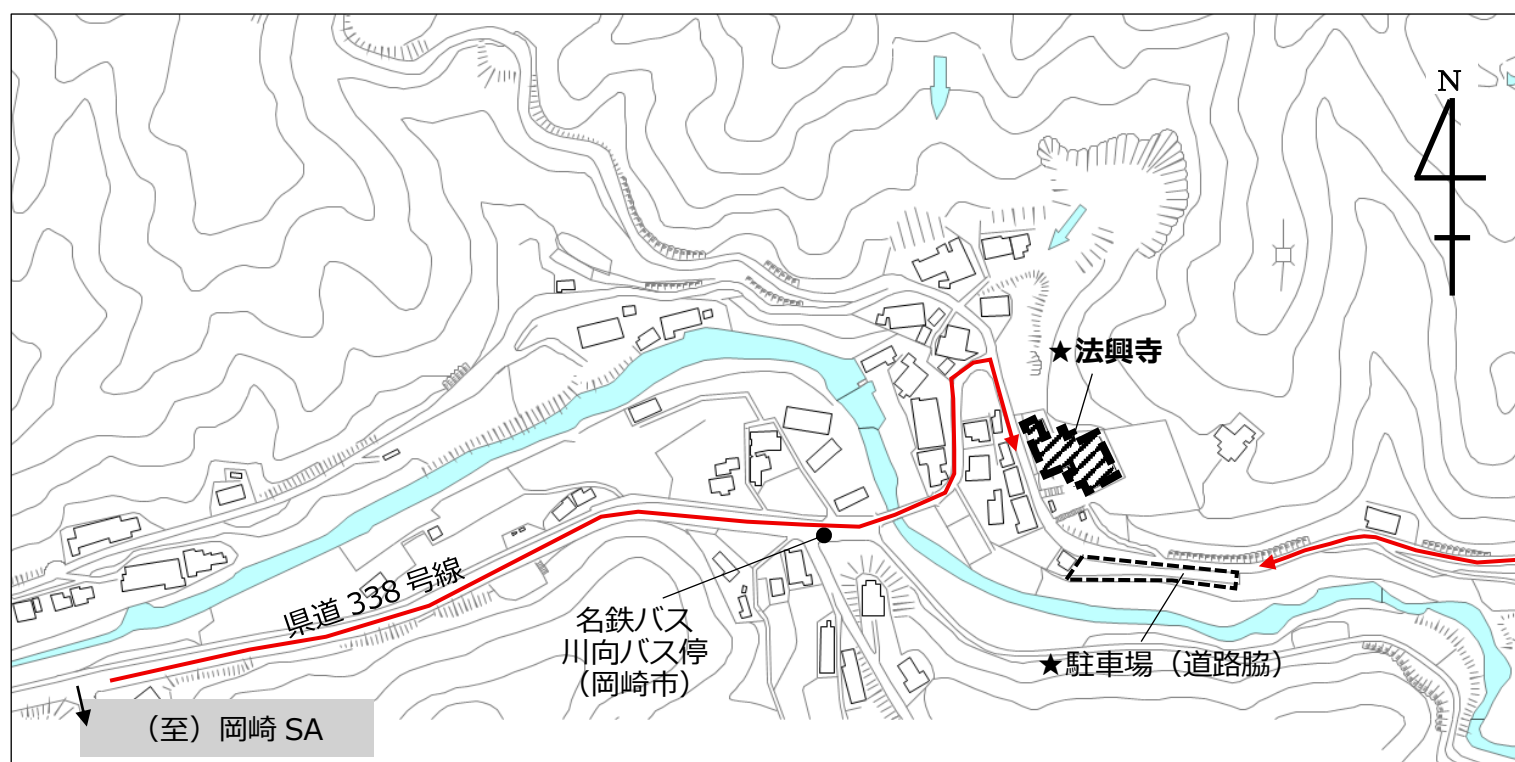 N
★法興寺
県道 338 号線
名鉄バス
川向バス停
（岡崎市）
★駐車場（道路脇）
（至）岡崎 SA